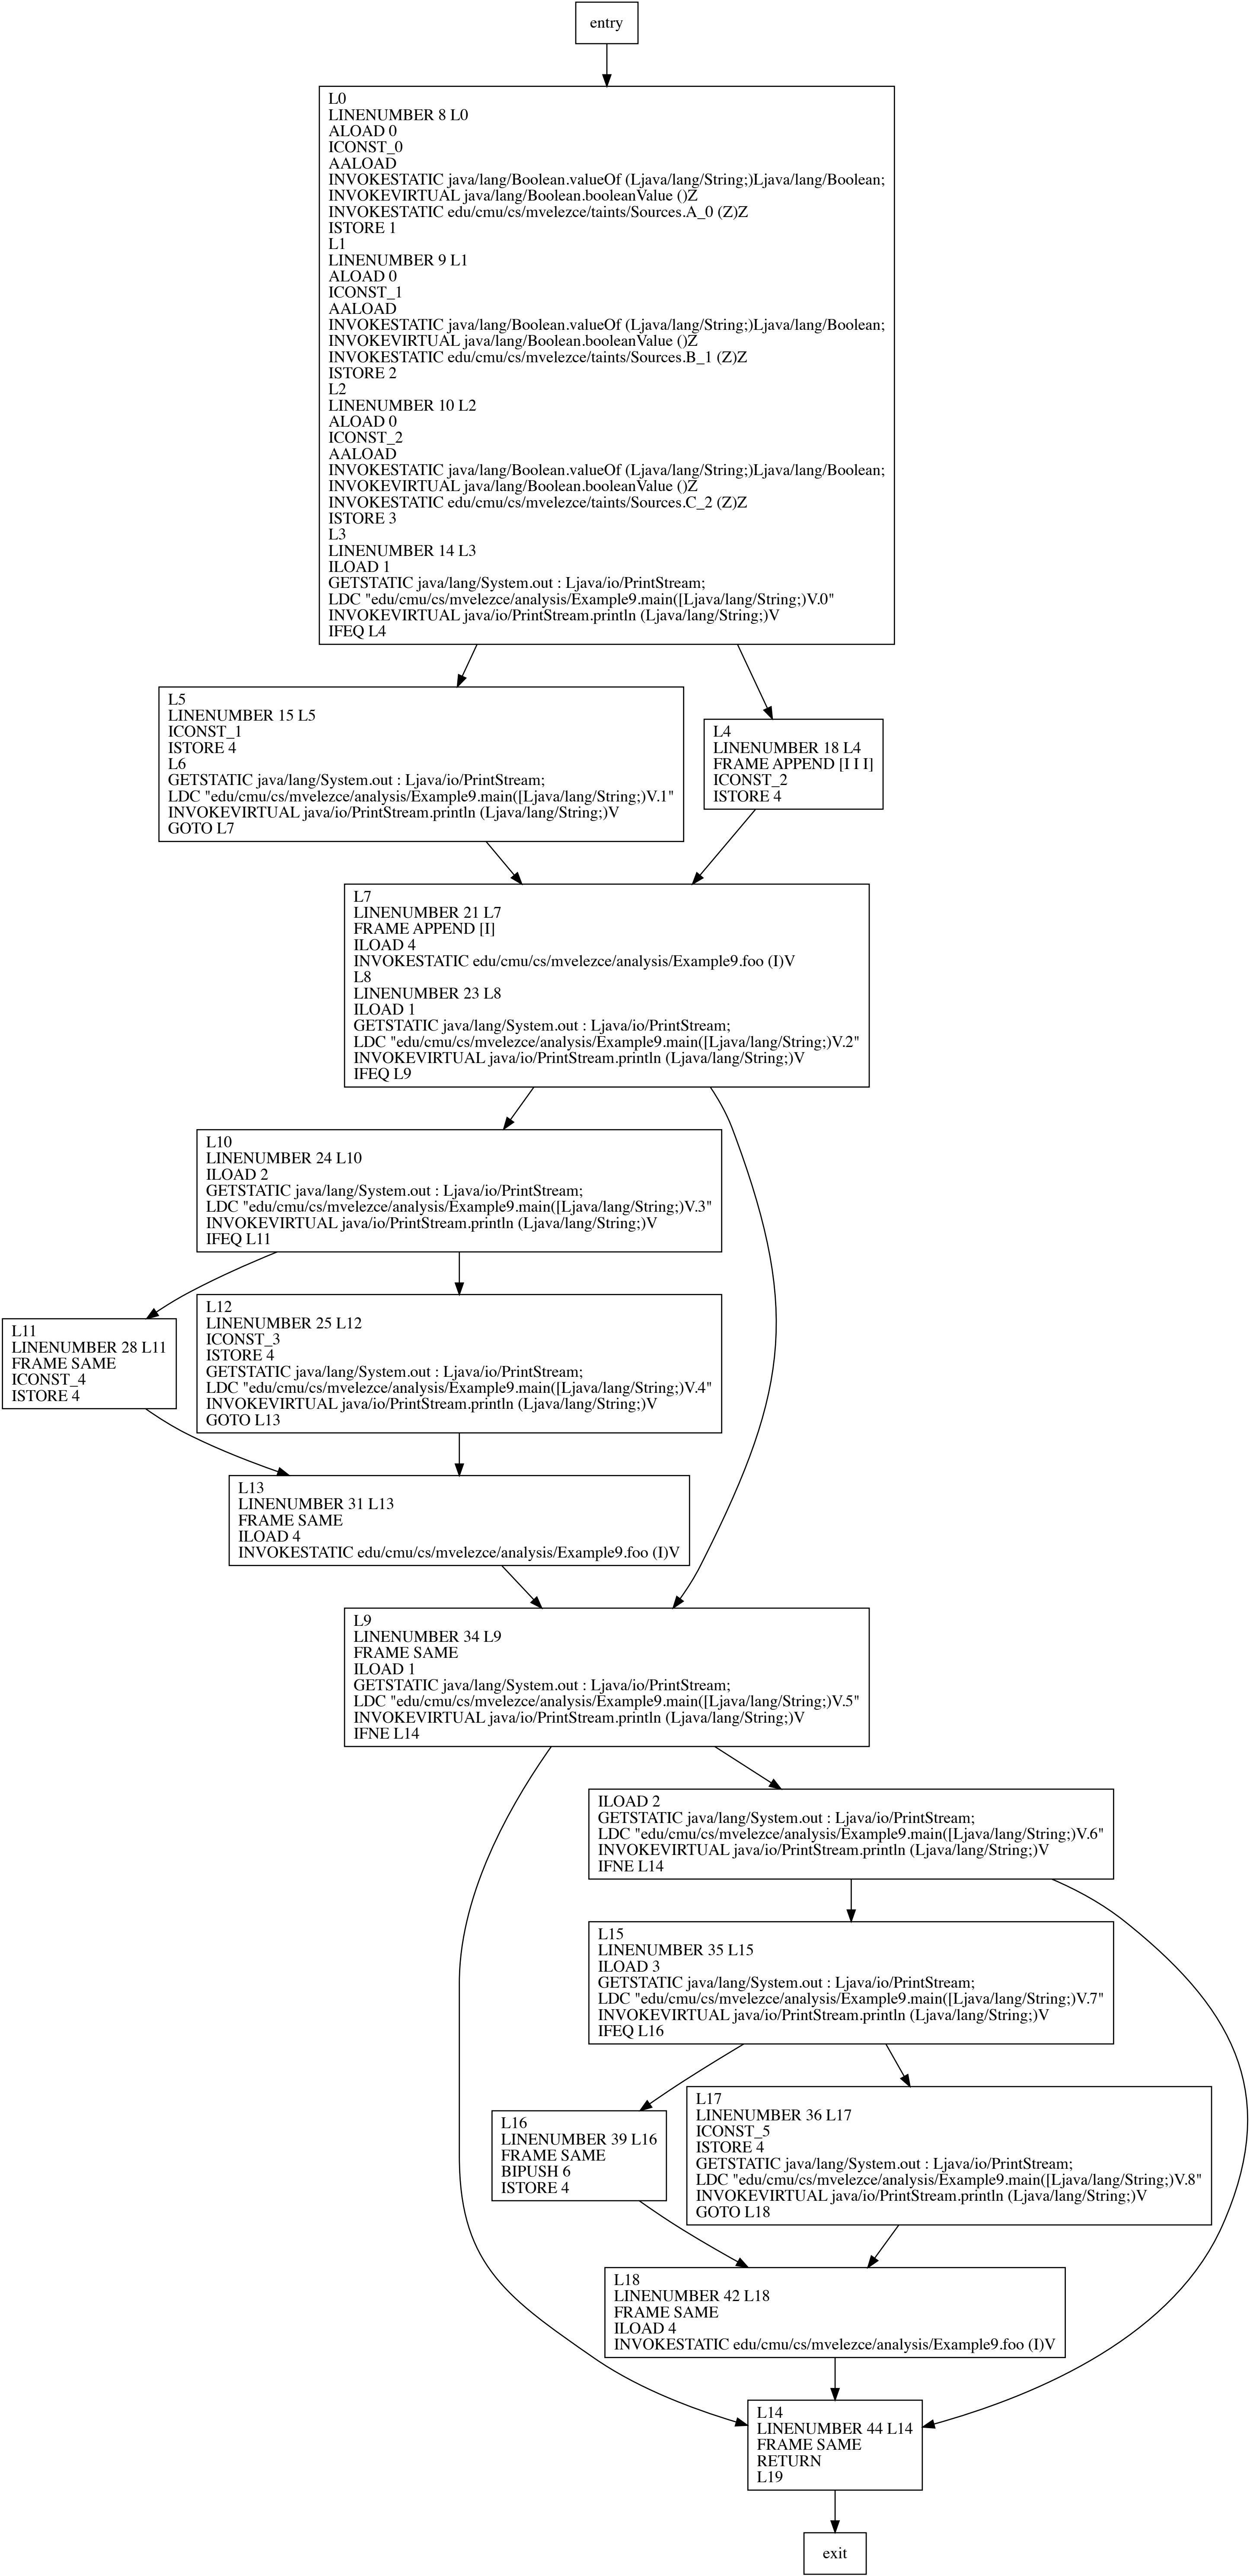 entry
L0
LINENUMBER 8 L0
ALOAD 0
ICONST_0
AALOAD
INVOKESTATIC java/lang/Boolean.valueOf (Ljava/lang/String;)Ljava/lang/Boolean;
INVOKEVIRTUAL java/lang/Boolean.booleanValue ()Z
INVOKESTATIC edu/cmu/cs/mvelezce/taints/Sources.A_0 (Z)Z
ISTORE 1
L1
LINENUMBER 9 L1
ALOAD 0
ICONST_1
AALOAD
INVOKESTATIC java/lang/Boolean.valueOf (Ljava/lang/String;)Ljava/lang/Boolean;
INVOKEVIRTUAL java/lang/Boolean.booleanValue ()Z
INVOKESTATIC edu/cmu/cs/mvelezce/taints/Sources.B_1 (Z)Z
ISTORE 2
L2
LINENUMBER 10 L2
ALOAD 0
ICONST_2
AALOAD
INVOKESTATIC java/lang/Boolean.valueOf (Ljava/lang/String;)Ljava/lang/Boolean;
INVOKEVIRTUAL java/lang/Boolean.booleanValue ()Z
INVOKESTATIC edu/cmu/cs/mvelezce/taints/Sources.C_2 (Z)Z
ISTORE 3
L3
LINENUMBER 14 L3
ILOAD 1
GETSTATIC java/lang/System.out : Ljava/io/PrintStream;
LDC "edu/cmu/cs/mvelezce/analysis/Example9.main([Ljava/lang/String;)V.0"
INVOKEVIRTUAL java/io/PrintStream.println (Ljava/lang/String;)V
IFEQ L4
L5
LINENUMBER 15 L5
ICONST_1
ISTORE 4
L6
GETSTATIC java/lang/System.out : Ljava/io/PrintStream;
LDC "edu/cmu/cs/mvelezce/analysis/Example9.main([Ljava/lang/String;)V.1"
INVOKEVIRTUAL java/io/PrintStream.println (Ljava/lang/String;)V
GOTO L7
L4
LINENUMBER 18 L4
FRAME APPEND [I I I]
ICONST_2
ISTORE 4
L7
LINENUMBER 21 L7
FRAME APPEND [I]
ILOAD 4
INVOKESTATIC edu/cmu/cs/mvelezce/analysis/Example9.foo (I)V
L8
LINENUMBER 23 L8
ILOAD 1
GETSTATIC java/lang/System.out : Ljava/io/PrintStream;
LDC "edu/cmu/cs/mvelezce/analysis/Example9.main([Ljava/lang/String;)V.2"
INVOKEVIRTUAL java/io/PrintStream.println (Ljava/lang/String;)V
IFEQ L9
L10
LINENUMBER 24 L10
ILOAD 2
GETSTATIC java/lang/System.out : Ljava/io/PrintStream;
LDC "edu/cmu/cs/mvelezce/analysis/Example9.main([Ljava/lang/String;)V.3"
INVOKEVIRTUAL java/io/PrintStream.println (Ljava/lang/String;)V
IFEQ L11
L11
LINENUMBER 28 L11
FRAME SAME
ICONST_4
ISTORE 4
L12
LINENUMBER 25 L12
ICONST_3
ISTORE 4
GETSTATIC java/lang/System.out : Ljava/io/PrintStream;
LDC "edu/cmu/cs/mvelezce/analysis/Example9.main([Ljava/lang/String;)V.4"
INVOKEVIRTUAL java/io/PrintStream.println (Ljava/lang/String;)V
GOTO L13
L13
LINENUMBER 31 L13
FRAME SAME
ILOAD 4
INVOKESTATIC edu/cmu/cs/mvelezce/analysis/Example9.foo (I)V
L9
LINENUMBER 34 L9
FRAME SAME
ILOAD 1
GETSTATIC java/lang/System.out : Ljava/io/PrintStream;
LDC "edu/cmu/cs/mvelezce/analysis/Example9.main([Ljava/lang/String;)V.5"
INVOKEVIRTUAL java/io/PrintStream.println (Ljava/lang/String;)V
IFNE L14
ILOAD 2
GETSTATIC java/lang/System.out : Ljava/io/PrintStream;
LDC "edu/cmu/cs/mvelezce/analysis/Example9.main([Ljava/lang/String;)V.6"
INVOKEVIRTUAL java/io/PrintStream.println (Ljava/lang/String;)V
IFNE L14
L15
LINENUMBER 35 L15
ILOAD 3
GETSTATIC java/lang/System.out : Ljava/io/PrintStream;
LDC "edu/cmu/cs/mvelezce/analysis/Example9.main([Ljava/lang/String;)V.7"
INVOKEVIRTUAL java/io/PrintStream.println (Ljava/lang/String;)V
IFEQ L16
L16
LINENUMBER 39 L16
FRAME SAME
BIPUSH 6
ISTORE 4
L17
LINENUMBER 36 L17
ICONST_5
ISTORE 4
GETSTATIC java/lang/System.out : Ljava/io/PrintStream;
LDC "edu/cmu/cs/mvelezce/analysis/Example9.main([Ljava/lang/String;)V.8"
INVOKEVIRTUAL java/io/PrintStream.println (Ljava/lang/String;)V
GOTO L18
L18
LINENUMBER 42 L18
FRAME SAME
ILOAD 4
INVOKESTATIC edu/cmu/cs/mvelezce/analysis/Example9.foo (I)V
L14
LINENUMBER 44 L14
FRAME SAME
RETURN
L19
exit